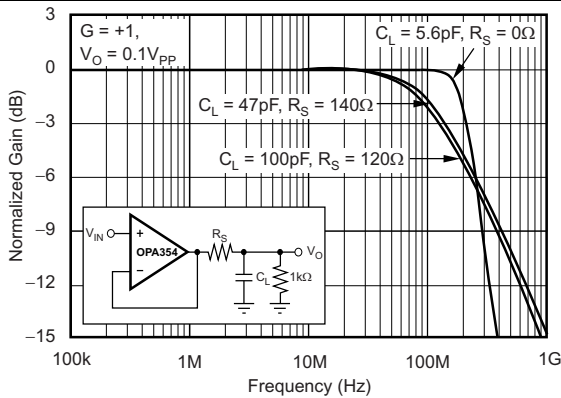 G = +1,
V_O = 0.1V_PP
C_L = 5.6pF, R_S = 0Ω
C_L = 47pF, R_S = 140Ω
C_L = 100pF, R_S = 120Ω
Normalized Gain (dB)
3
0
−3
−6
−9
−12
−15
V_IN
+
−
OPA354
R_S
V_O
C_L
1kΩ
100k
1M
10M
100M
1G
Frequency (Hz)